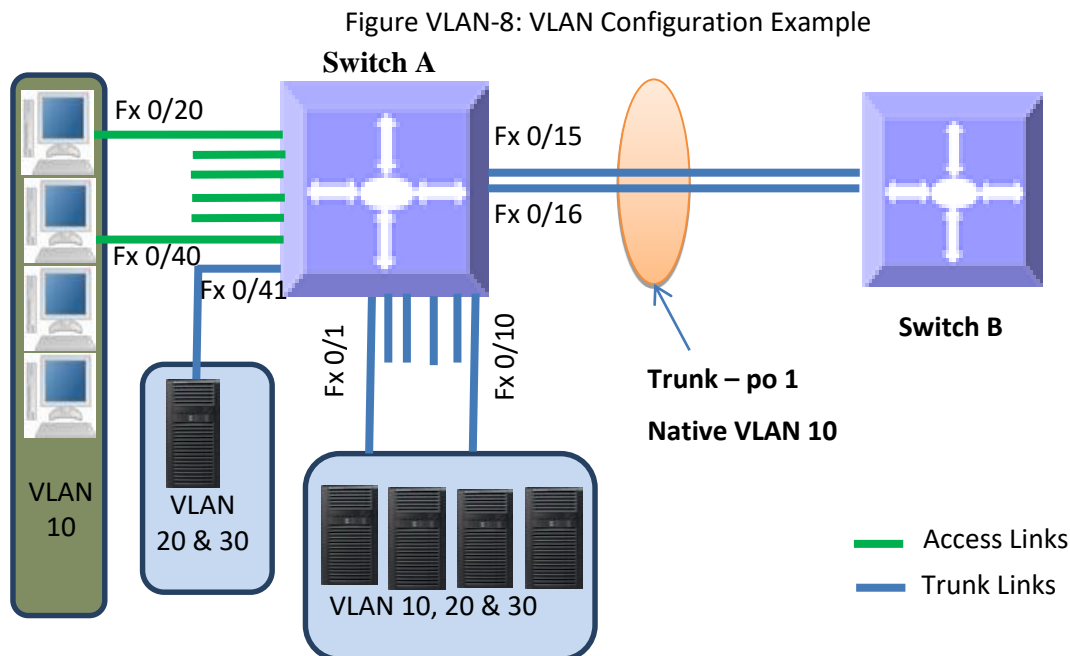 Figure VLAN-8: VLAN Configuration Example
Switch A
Fx 0/20
Fx 0/15
Fx 0/16
Fx 0/40
Fx 0/41
Fx 0/1
Fx 0/10
Switch B
Trunk – po 1
Native VLAN 10
VLAN
10
VLAN
20 & 30
VLAN 10, 20 & 30
Access Links
Trunk Links